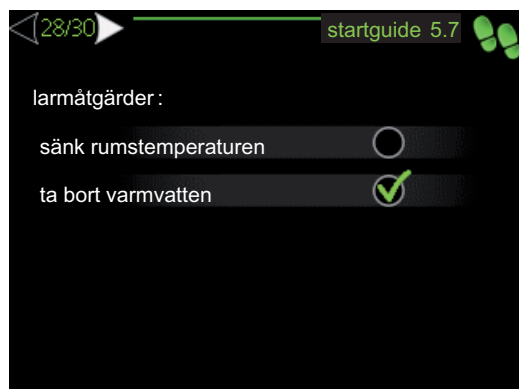 28/30
startguide 5.7
larmåtgärder:
sänk rumstemperaturen
ta bort varmvatten